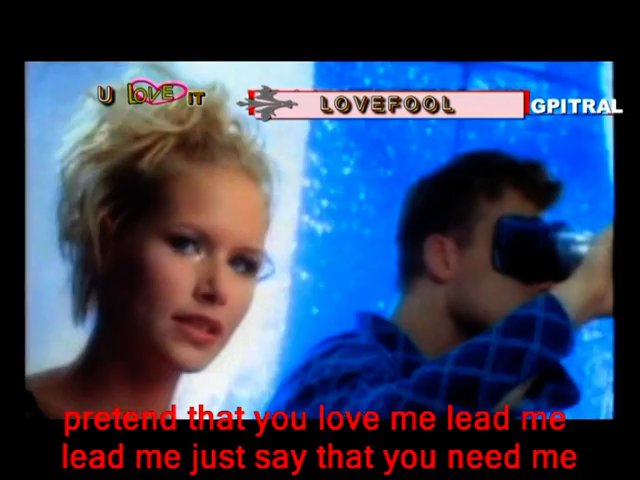 U LOVE IT
LOVEFOOL
GPITRAL
pretend that you love me lead me
lead me just say that you need me